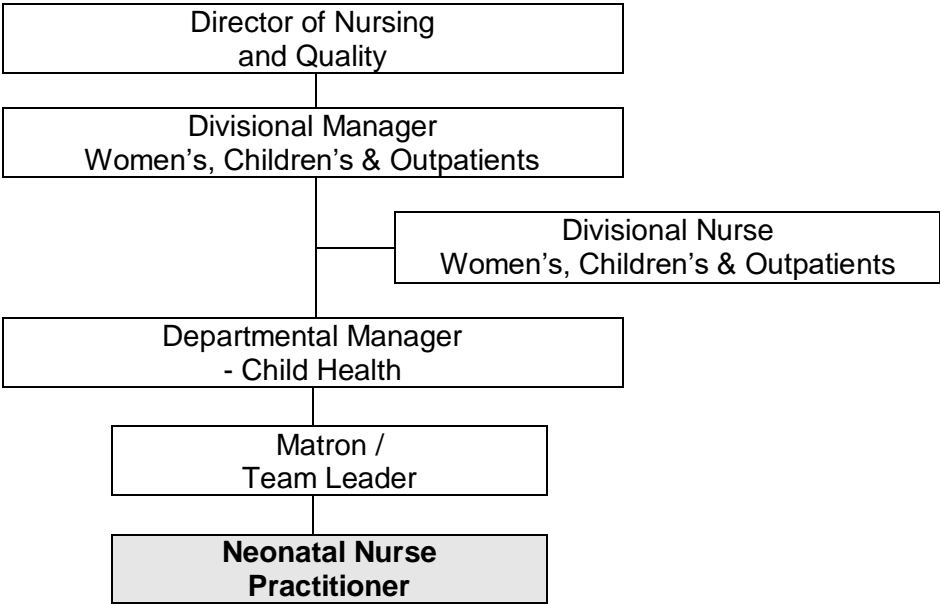 Director of Nursing
and Quality
Divisional Manager
Women’s, Children’s & Outpatients
Divisional Nurse
Women’s, Children’s & Outpatients
Departmental Manager
- Child Health
Matron /
Team Leader
Neonatal Nurse
Practitioner